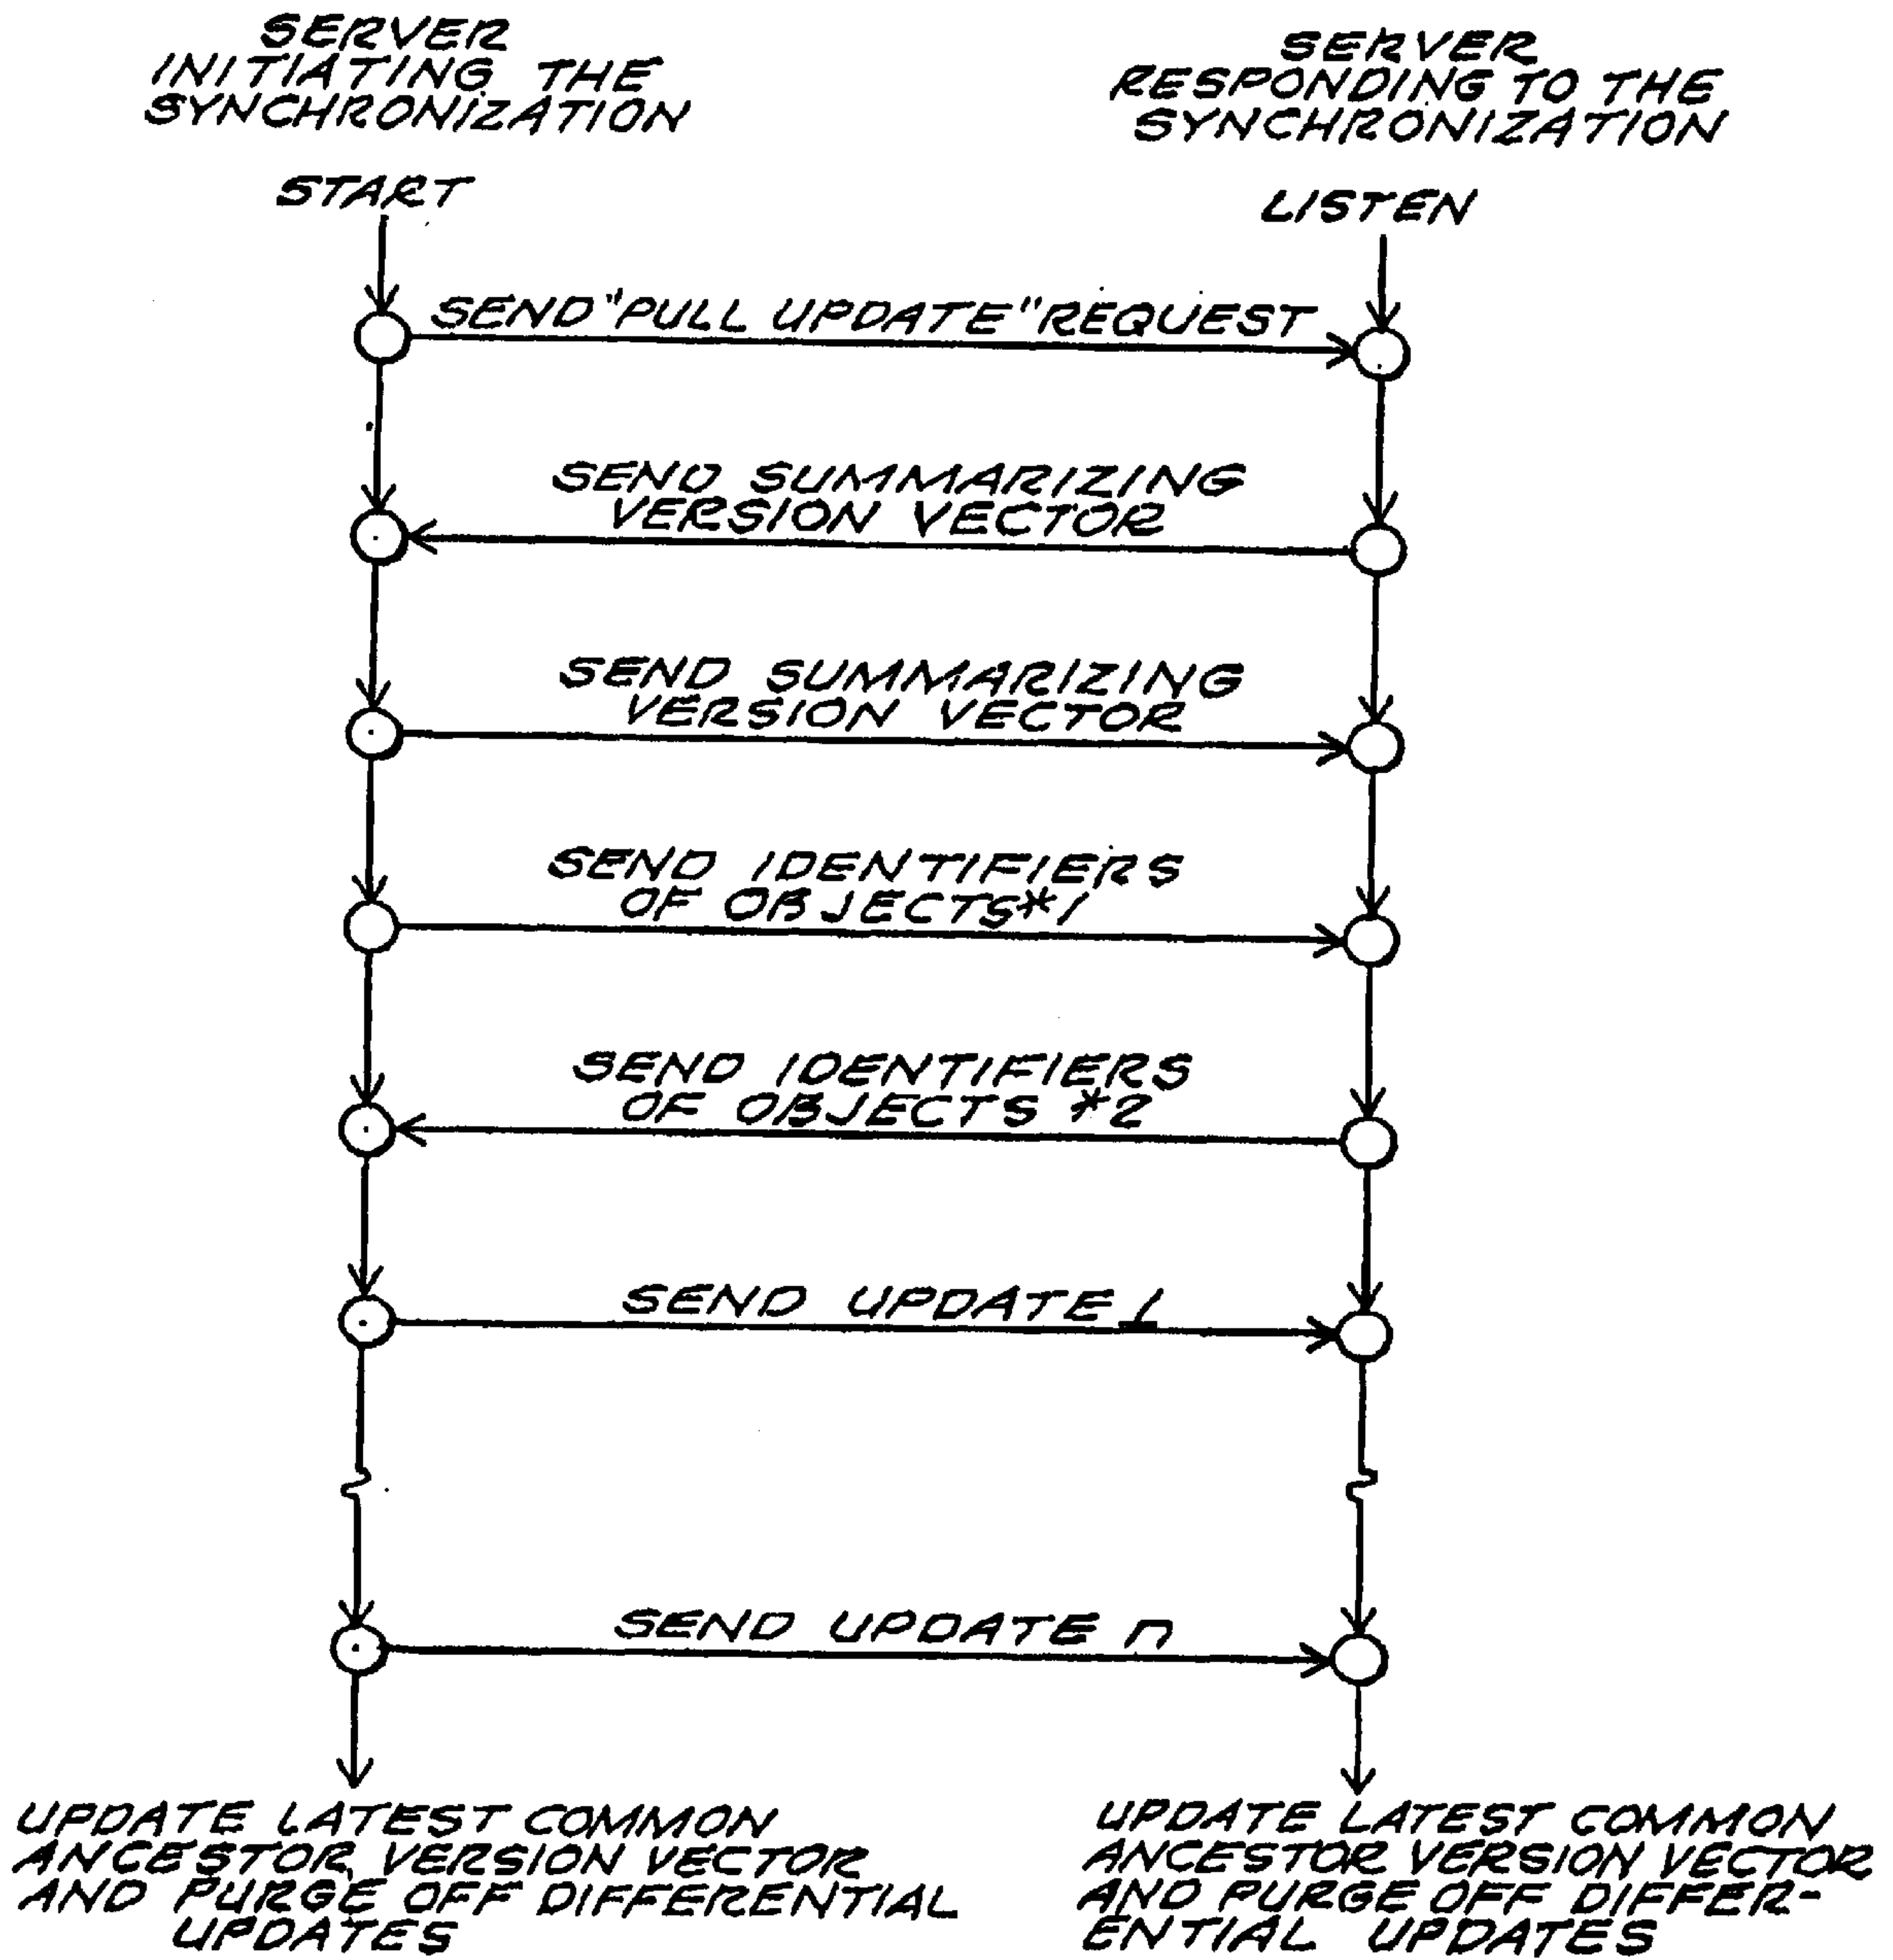 SERVER
INITIATING THE
SYNCHRONIZATION
START
SERVER
RESPONDING TO THE
SYNCHRONIZATION
LISTEN
SEND "PULL UPDATE" REQUEST
SEND SUMMARIZING
VERSION VECTOR
SEND SUMMARIZING
VERSION VECTOR
SEND IDENTIFIERS
OF OBJECTS*1
SEND IDENTIFIERS
OF OBJECTS *2
SEND UPDATE 1
SEND UPDATE n
UPDATE LATEST COMMON
ANCESTOR VERSION VECTOR
AND PURGE OFF DIFFERENTIAL
UPDATES
UPDATE LATEST COMMON
ANCESTOR VERSION VECTOR
AND PURGE OFF DIFFER-
ENTIAL UPDATES